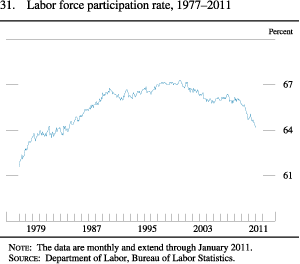 31. Labor force participation rate, 1977–2011
Percent
67
64
61
1979 1987 1995 2003 2011
NOTE: The data are monthly and extend through January 2011.
SOURCE: Department of Labor, Bureau of Labor Statistics.